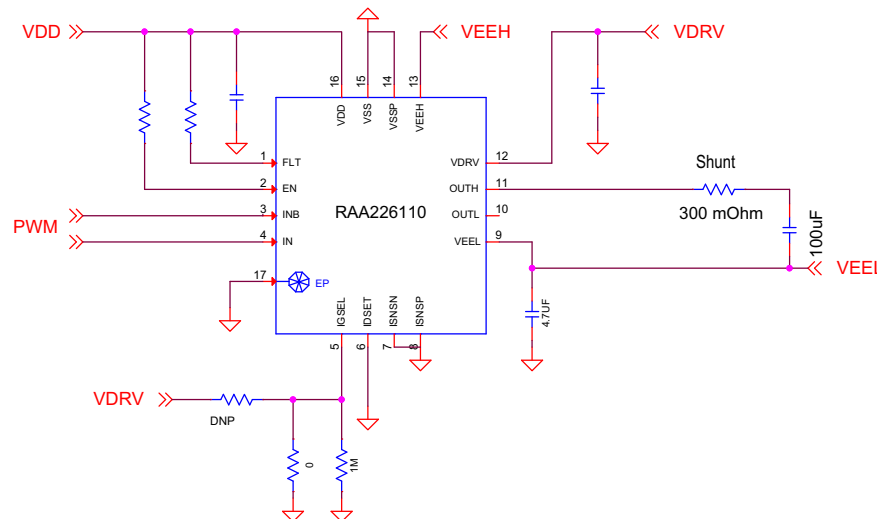 VDD
VEEH
VDRV
16
15
14
13
VDD
VSS
VSSP
VEEH
1
FLT
VDRV
12
Shunt
2
EN
OUTH
11
300 mOhm
RAA226110
3
INB
OUTL
10
PWM
4
IN
VEEL
9
100uF
VEEL
17
EP
IGSEL
IDSET
ISNSN
ISNSP
4.7UF
5
6
7
8
VDRV
DNP
0
1M